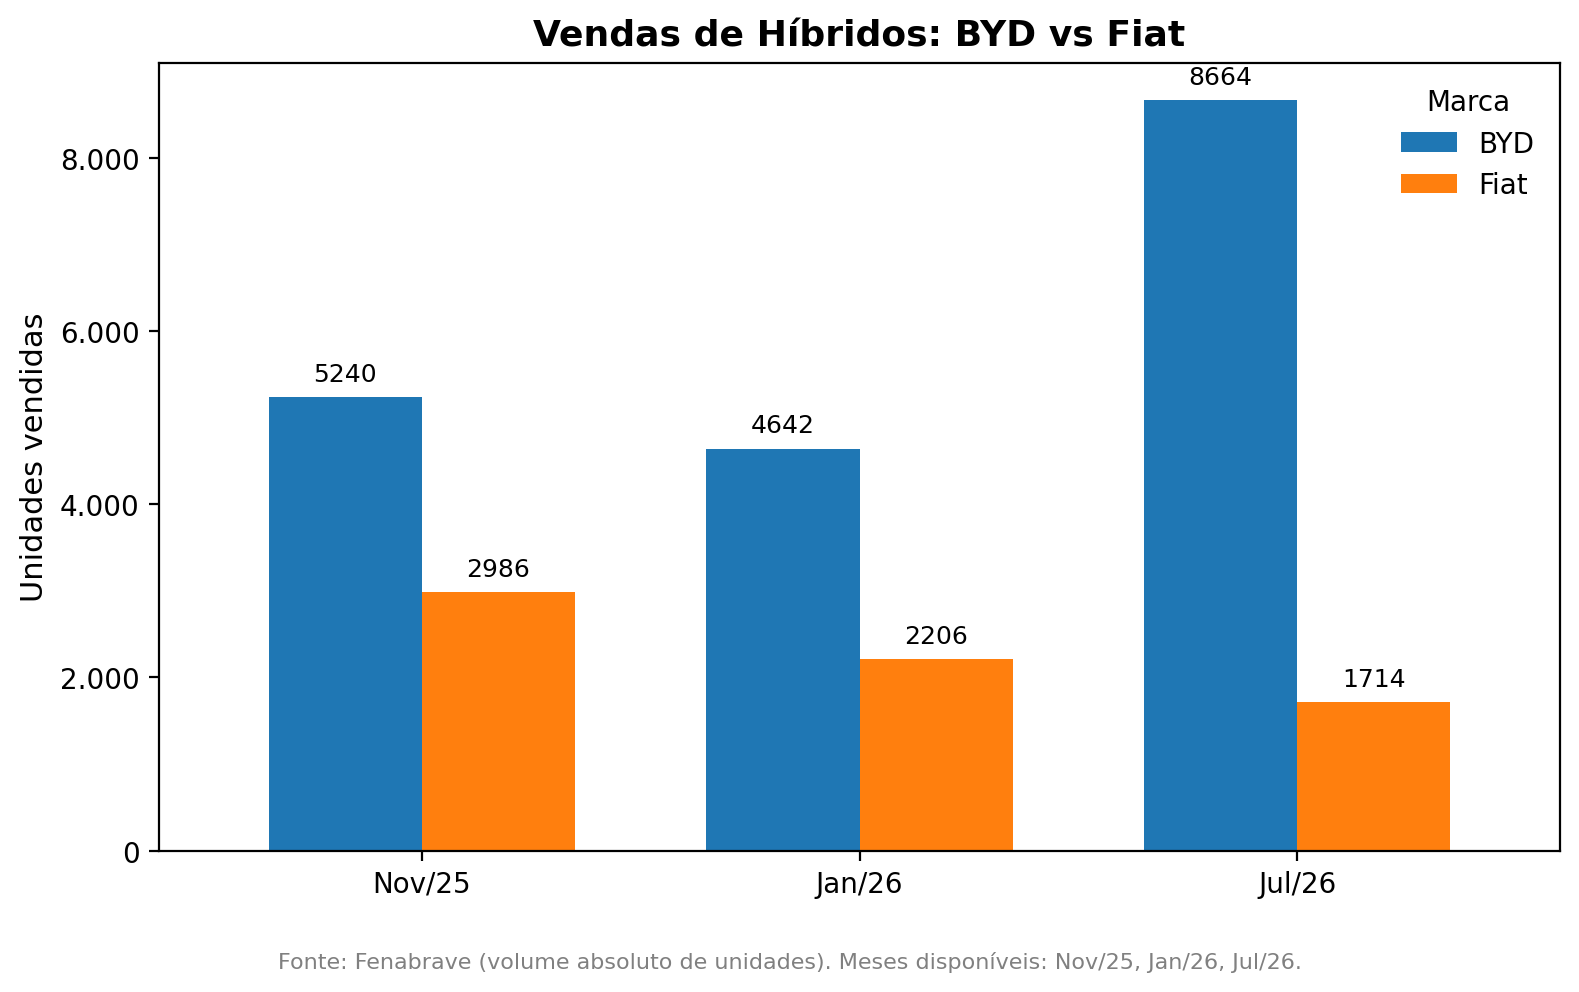 Vendas de Híbridos: BYD vs Fiat
8664
Marca
BYD
Fiat
8.000
6.000
5240
4642
4.000
2986
2206
1714
2.000
0
Unidades vendidas
Nov/25
Jan/26
Jul/26
Fonte: Fenabrave (volume absoluto de unidades). Meses disponíveis: Nov/25, Jan/26, Jul/26.